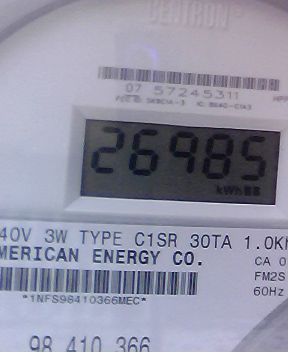 CENTRON®
07 57245311
26985
kWh
40V 3W TYPE C1SR 30TA 1.0K
MERICAN ENERGY CO.
CA 0
FM2S
60Hz
*1NFS98410366MEC*
98 410 366